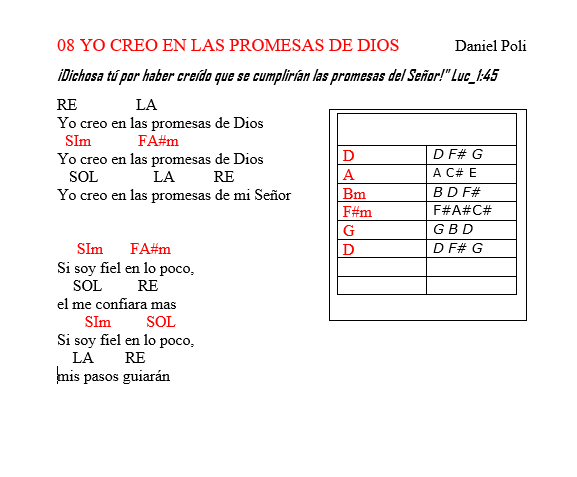 08 YO CREO EN LAS PROMESAS DE DIOS Daniel Poli
¡Dichosa tú por haber creído que se cumplirían las promesas del Señor!" Luc_1:45
RE LA
Yo creo en las promesas de Dios
SIm FA#m
Yo creo en las promesas de Dios
SOL LA RE
Yo creo en las promesas de mi Señor
SIm FA#m
Si soy fiel en lo poco,
SOL RE
el me confiara mas
SIm SOL
Si soy fiel en lo poco,
LA RE
mis pasos guiarán
D D F# G
A A C# E
Bm B D F#
F#m F#A#C#
G G B D
D D F# G